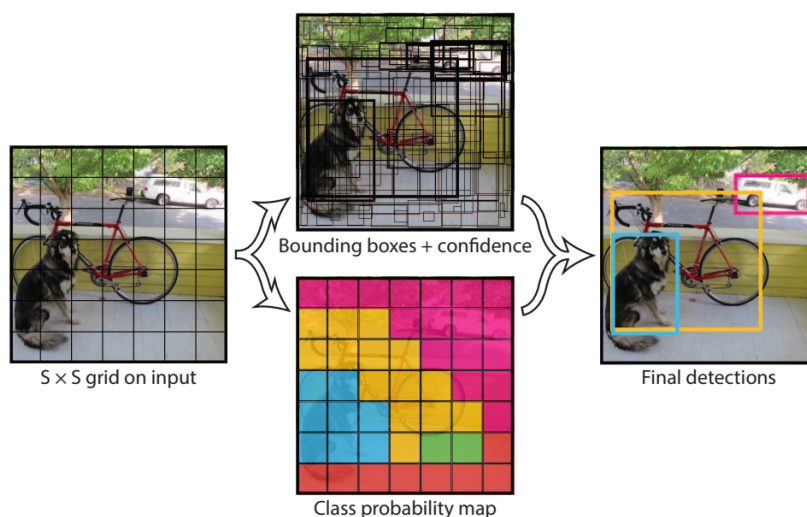 Bounding boxes + confidence
S × S grid on input
Final detections
Class probability map